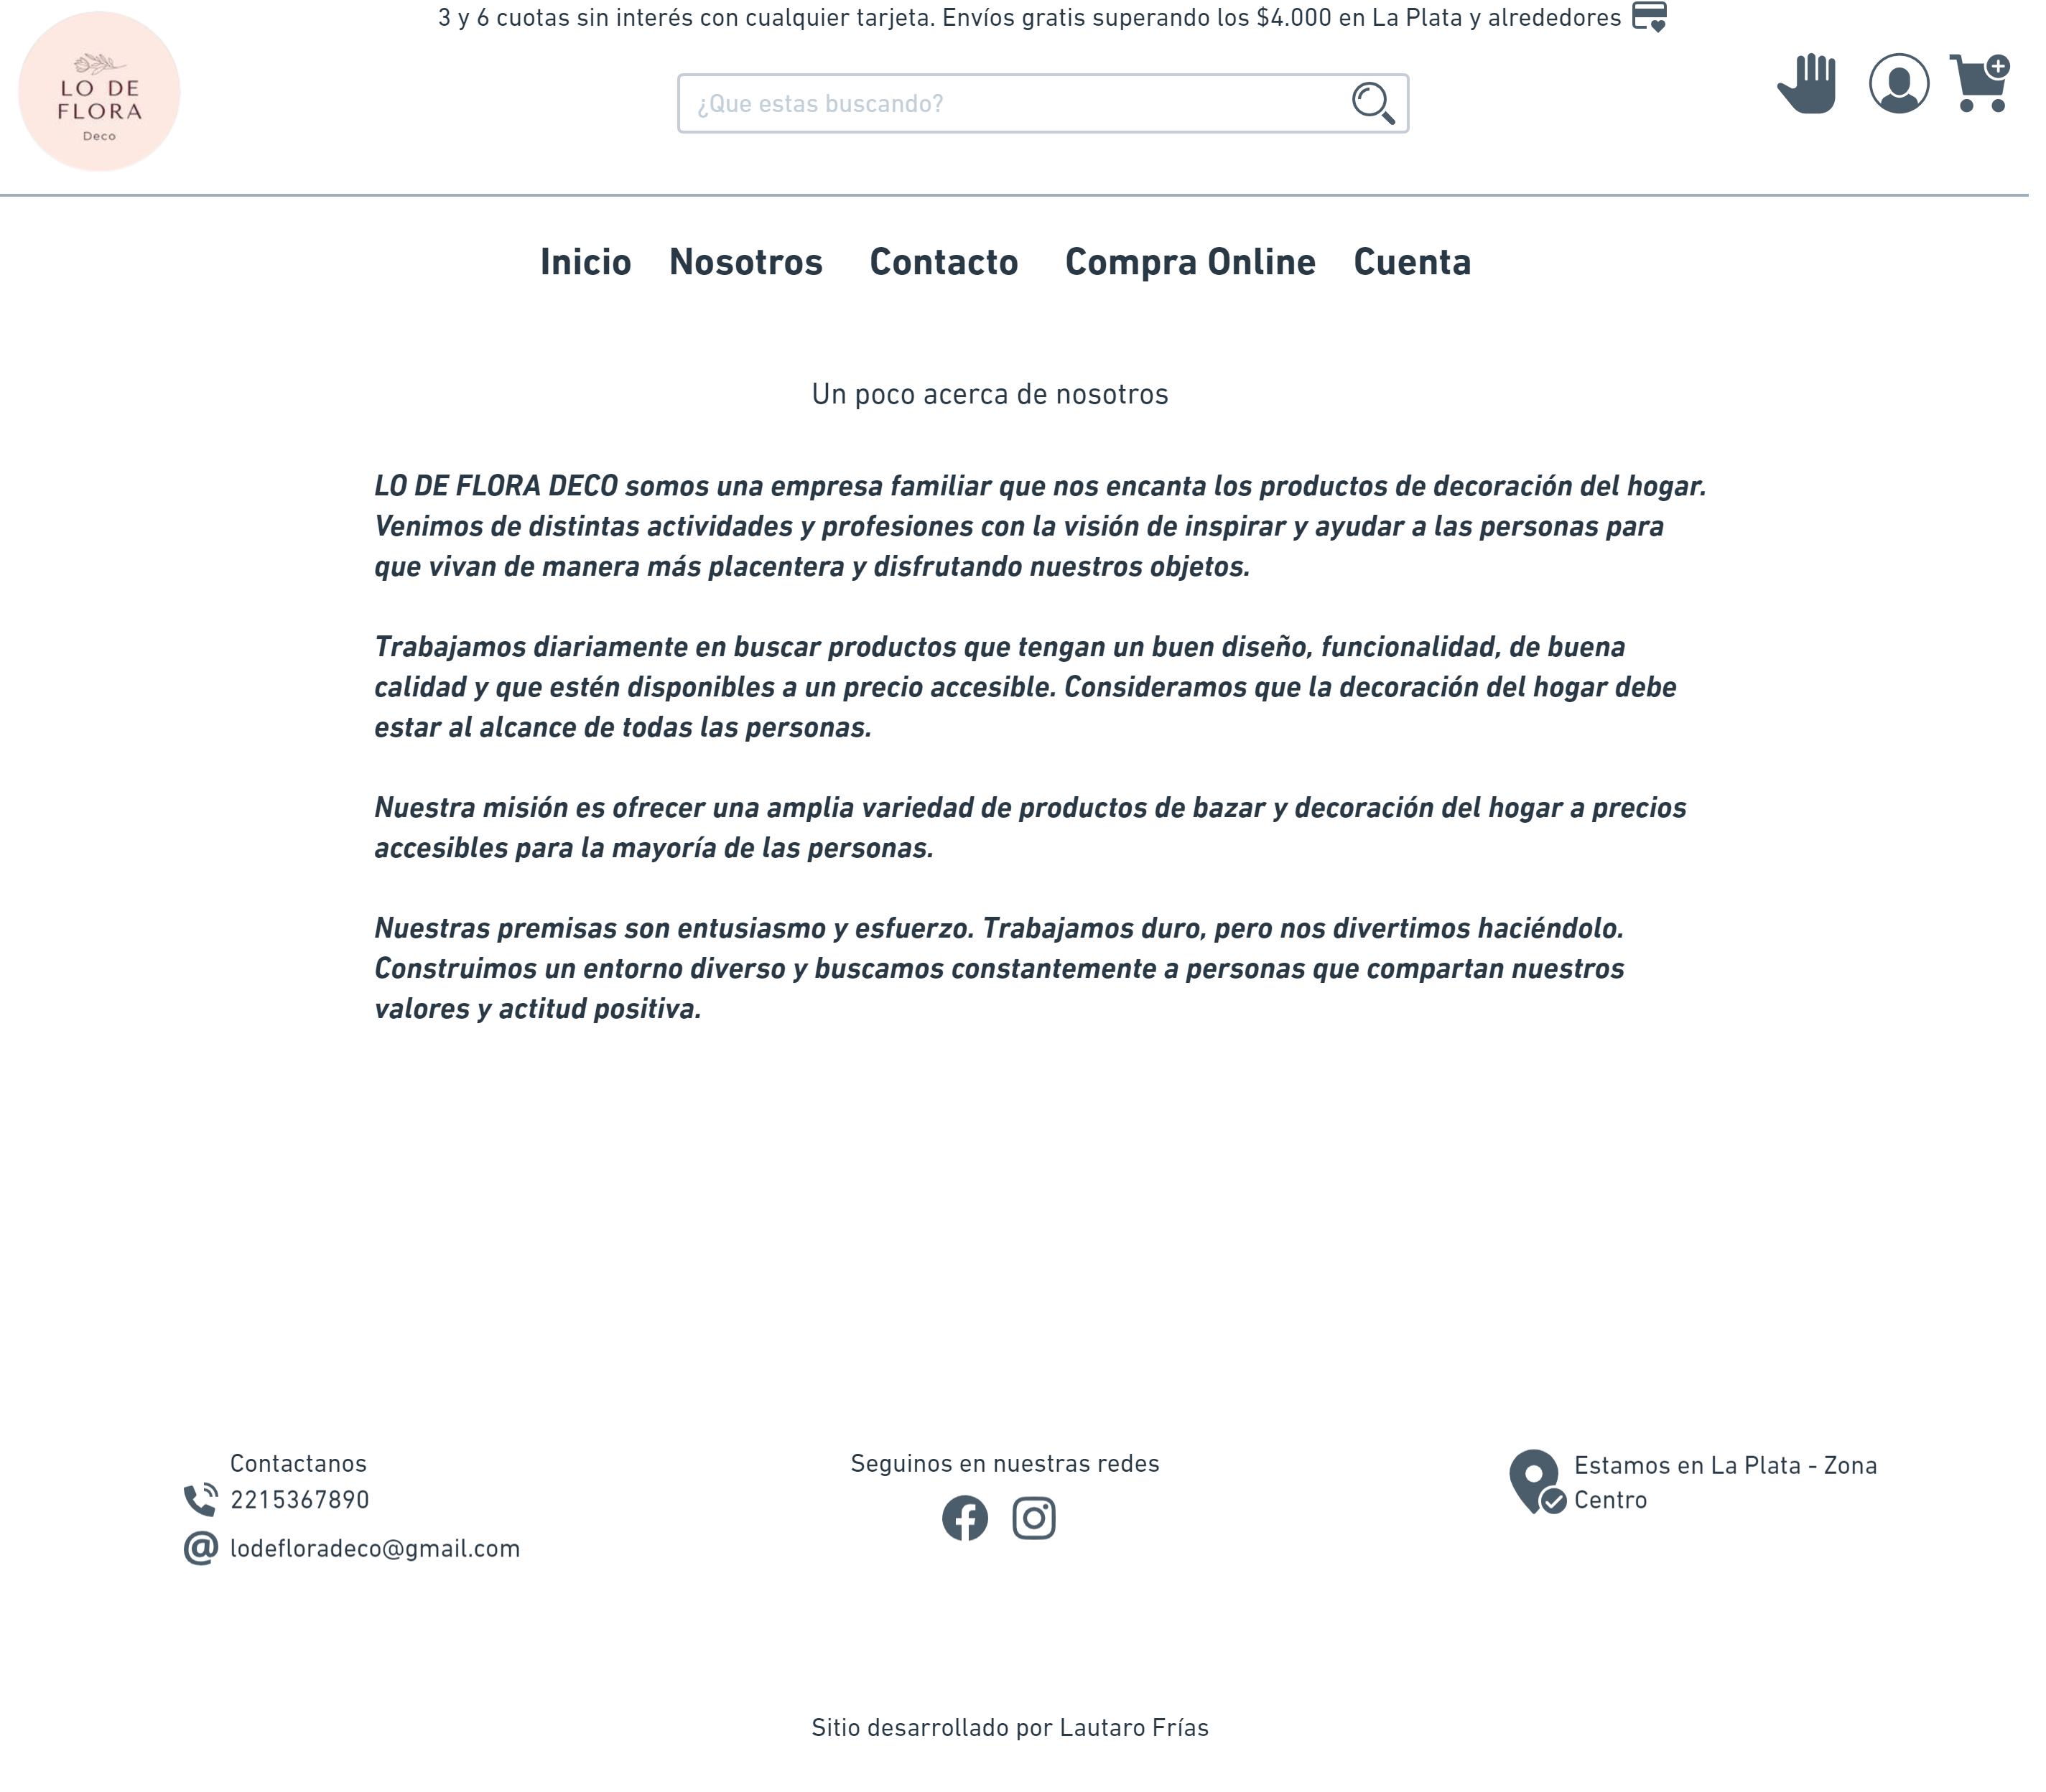 3 y 6 cuotas sin interés con cualquier tarjeta. Envíos gratis superando los $4.000 en La Plata y alrededores
LO DE
FLORA
Deco
¿Que estas buscando?
Inicio Nosotros Contacto Compra Online Cuenta
Un poco acerca de nosotros
LO DE FLORA DECO somos una empresa familiar que nos encanta los productos de decoración del hogar.
Venimos de distintas actividades y profesiones con la visión de inspirar y ayudar a las personas para
que vivan de manera más placentera y disfrutando nuestros objetos.
Trabajamos diariamente en buscar productos que tengan un buen diseño, funcionalidad, de buena
calidad y que estén disponibles a un precio accesible. Consideramos que la decoración del hogar debe
estar al alcance de todas las personas.
Nuestra misión es ofrecer una amplia variedad de productos de bazar y decoración del hogar a precios
accesibles para la mayoría de las personas.
Nuestras premisas son entusiasmo y esfuerzo. Trabajamos duro, pero nos divertimos haciéndolo.
Construimos un entorno diverso y buscamos constantemente a personas que compartan nuestros
valores y actitud positiva.
Contactanos
2215367890
lodefloradeco@gmail.com
Seguinos en nuestras redes
Estamos en La Plata - Zona
Centro
Sitio desarrollado por Lautaro Frías